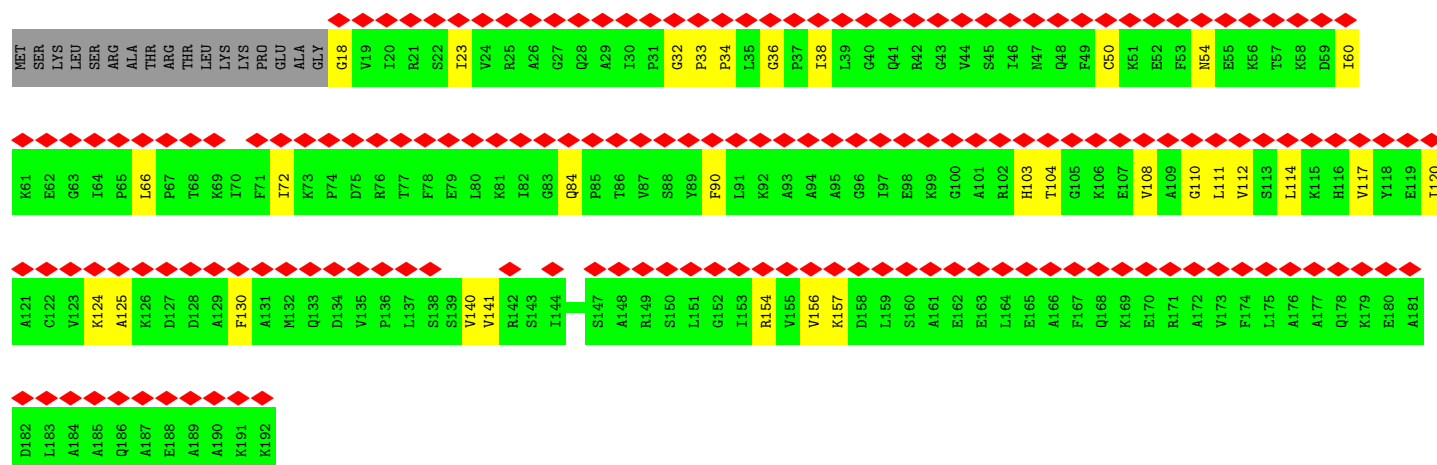 MET SER LYS LEU SER ARG ALA THR ARG THR LEU LYS LYS PRO GLU ALA GLY G18 V19 I20 R21 S22 I23 V24 R25 A26 G27 Q28 A29 I30 P31 G32 P33 P34 L35 G36 P37 I38 L39 G40 Q41 R42 G43 V44 S45 I46 N47 Q48 F49 C50 K51 E52 F53 N54 E55 K56 T57 K58 D59 I60
K61 E62 G63 I64 P65 L66 P67 T68 K69 I70 F71 I72 K73 P74 D75 R76 T77 F78 E79 L80 K81 I82 G83 Q84 P85 T86 V87 S88 Y89 F90 L91 K92 A93 A94 A95 G96 I97 E98 K99 G100 A101 R102 H103 T104 G105 K106 E107 V108 A109 G110 L111 V112 S113 L114 K115 H116 V117 Y118 E119 I120
A121 C122 V123 K124 A125 K126 D127 D128 A129 F130 A131 M132 Q133 D134 V135 P136 L137 S138 S139 V140 V141 R142 S143 I144 S147 A148 R149 S150 L151 G152 I153 R154 V155 V156 K157 D158 L159 S160 A161 E162 E163 L164 E165 A166 F167 Q168 K169 E170 R171 A172 V173 F174 L175 A176 A177 Q178 K179 E180 A181
D182 L183 A184 A185 Q186 A187 E188 A189 A190 K191 K192